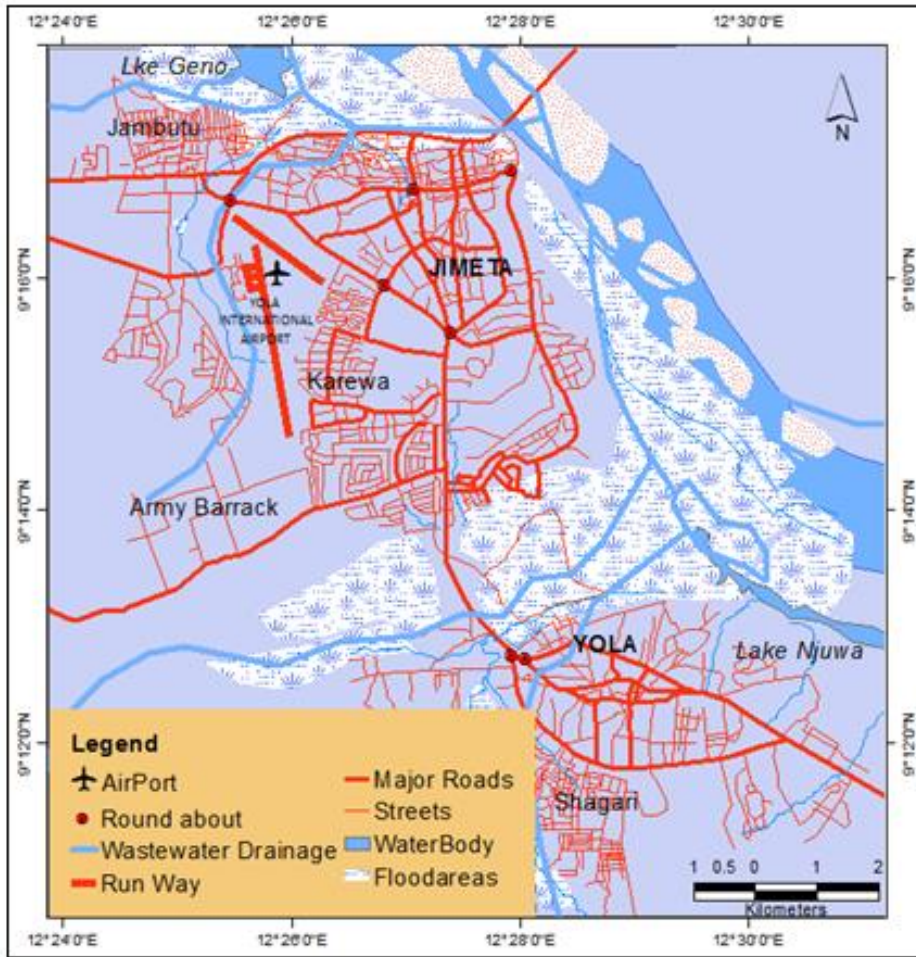 12°24'0"E 12°26'0"E 12°28'0"E 12°30'0"E
Lke Geno
Jambutu
N
9°16'0"N
9°16'0"N
JIMETA
YOLA
INTERNATIONAL
AIRPORT
Karewa
Army Barrack
9°14'0"N
9°14'0"N
YOLA
Lake Njuwa
9°12'0"N
9°12'0"N
Shagari
Legend
AirPort
Round about
Wastewater Drainage
Run Way
Major Roads
Streets
WaterBody
Floodareas
1 0.5 0 1 2
Kilometers
12°24'0"E 12°26'0"E 12°28'0"E 12°30'0"E